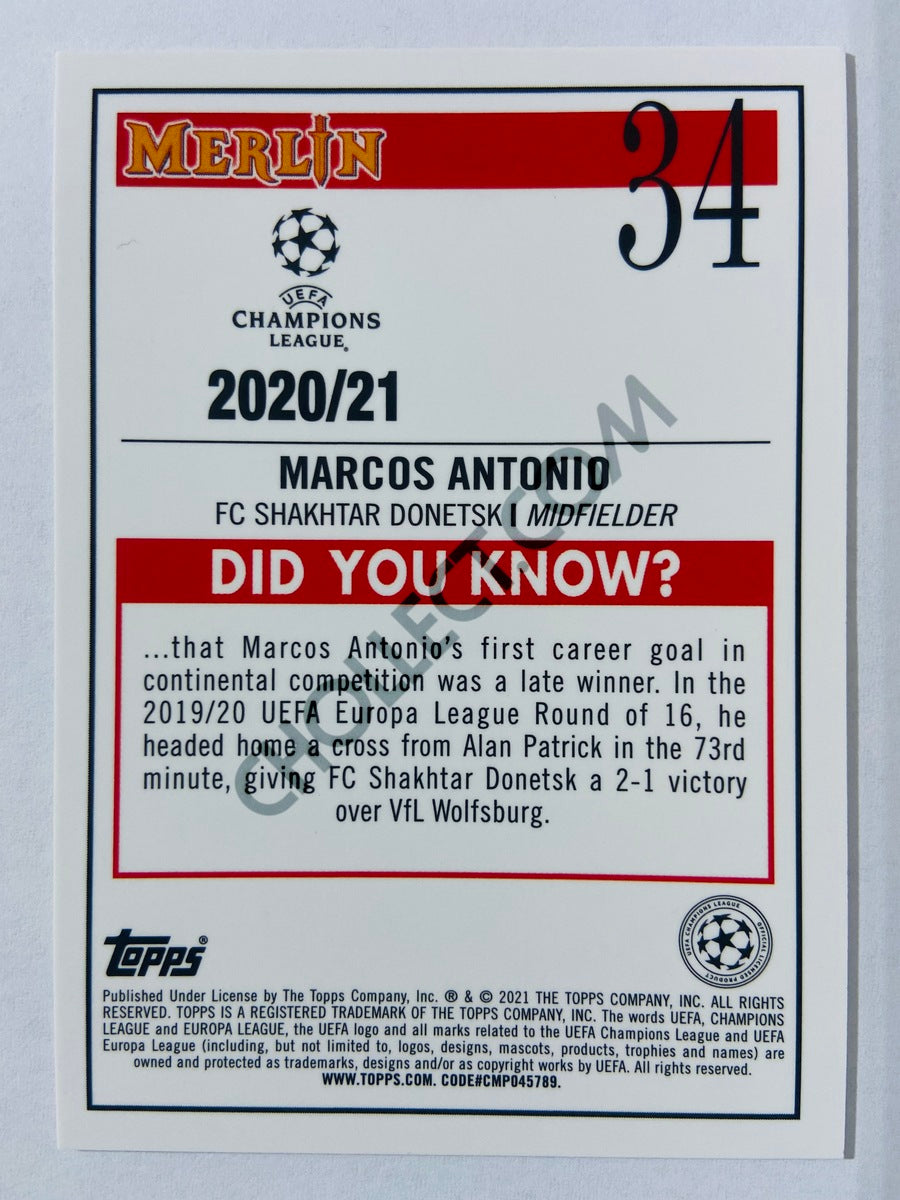 MERLIN
34
UEFA
CHAMPIONS
LEAGUE®
2020/21
MARCOS ANTONIO
FC SHAKHTAR DONETSK | MIDFIELDER
DID YOU KNOW?
...that Marcos Antonio's first career goal in
continental competition was a late winner. In the
2019/20 UEFA Europa League Round of 16, he
headed home a cross from Alan Patrick in the 73rd
minute, giving FC Shakhtar Donetsk a 2-1 victory
over VfL Wolfsburg.
CHOLLECT.COM
TOPPS®
UEFA CHAMPIONS LEAGUE
OFFICIAL LICENSED PRODUCT
Published Under License by The Topps Company, Inc. ® & © 2021 THE TOPPS COMPANY, INC. ALL RIGHTS
RESERVED. TOPPS IS A REGISTERED TRADEMARK OF THE TOPPS COMPANY, INC. The words UEFA, CHAMPIONS
LEAGUE and EUROPA LEAGUE, the UEFA logo and all marks related to the UEFA Champions League and UEFA
Europa League (including, but not limited to, logos, designs, mascots, products, trophies and names) are
owned and protected as trademarks, designs and/or as copyright works by UEFA. All rights reserved.
WWW.TOPPS.COM. CODE#CMP045789.